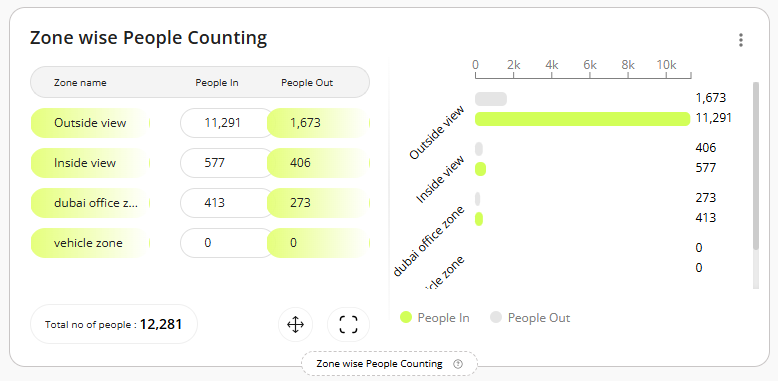 Zone wise People Counting
Zone name People In People Out
Outside view 11,291 1,673
Inside view 577 406
dubai office z... 413 273
vehicle zone 0 0
Total no of people : 12,281
0 2k 4k 6k 8k 10k
Outside view 1,673
11,291
Inside view 406
577
dubai office zone 273
413
cle zone 0
0
People In People Out
Zone wise People Counting